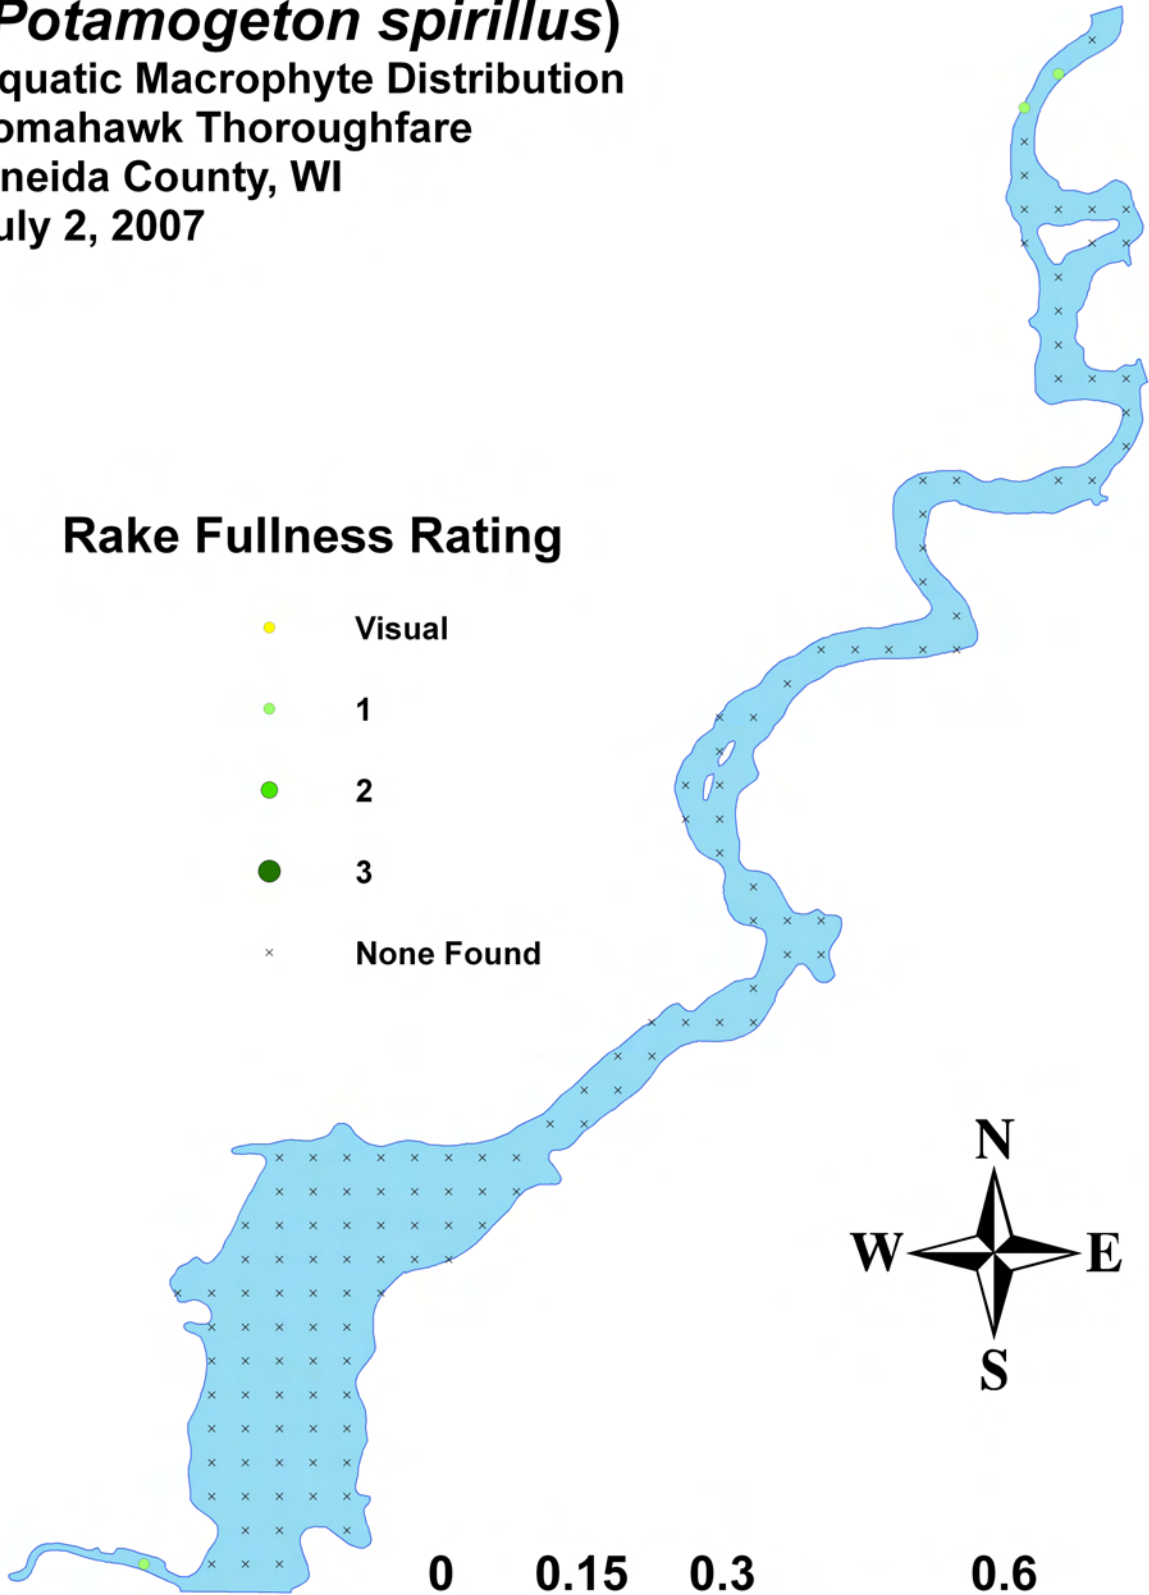 Potamogeton spirillus)
quatic Macrophyte Distribution
omahawk Thoroughfare
neida County, WI
uly 2, 2007
Rake Fullness Rating
Visual
1
2
3
None Found
N
W E
S
0 0.15 0.3 0.6